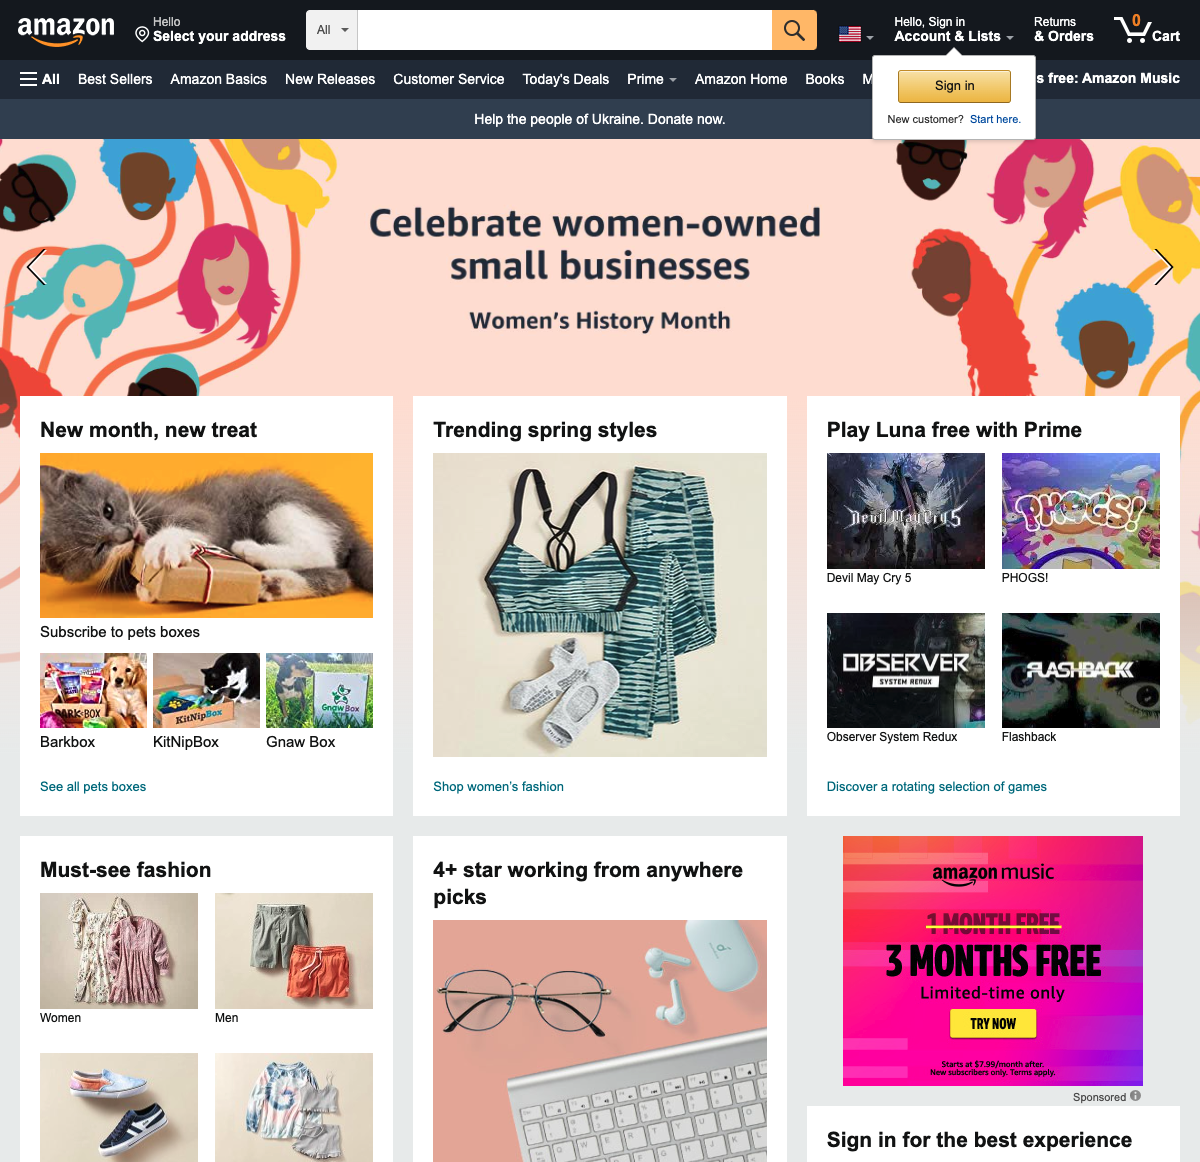 amazon
Hello
Select your address
All
Hello, Sign in
Account & Lists
Returns
& Orders
0
Cart
All
Best Sellers
Amazon Basics
New Releases
Customer Service
Today's Deals
Prime
Amazon Home
Books
M
s free: Amazon Music
Sign in
New customer? Start here.
Help the people of Ukraine. Donate now.
Celebrate women-owned
small businesses
Women's History Month
New month, new treat
Subscribe to pets boxes
BARK BOX
KitNipBox
GnawBox
Barkbox
KitNipBox
Gnaw Box
See all pets boxes
Trending spring styles
Shop women's fashion
Play Luna free with Prime
Devil May Cry 5
PHOGS!
Devil May Cry 5
PHOGS!
OBSERVER
SYSTEM REDUX
FLASHBACK
Observer System Redux
Flashback
Discover a rotating selection of games
Must-see fashion
Women
Men
4+ star working from anywhere
picks
amazon music
1 MONTH FREE
3 MONTHS FREE
Limited-time only
TRY NOW
Starts at $7.99/month after.
New subscribers only. Terms apply.
Sponsored
Sign in for the best experience